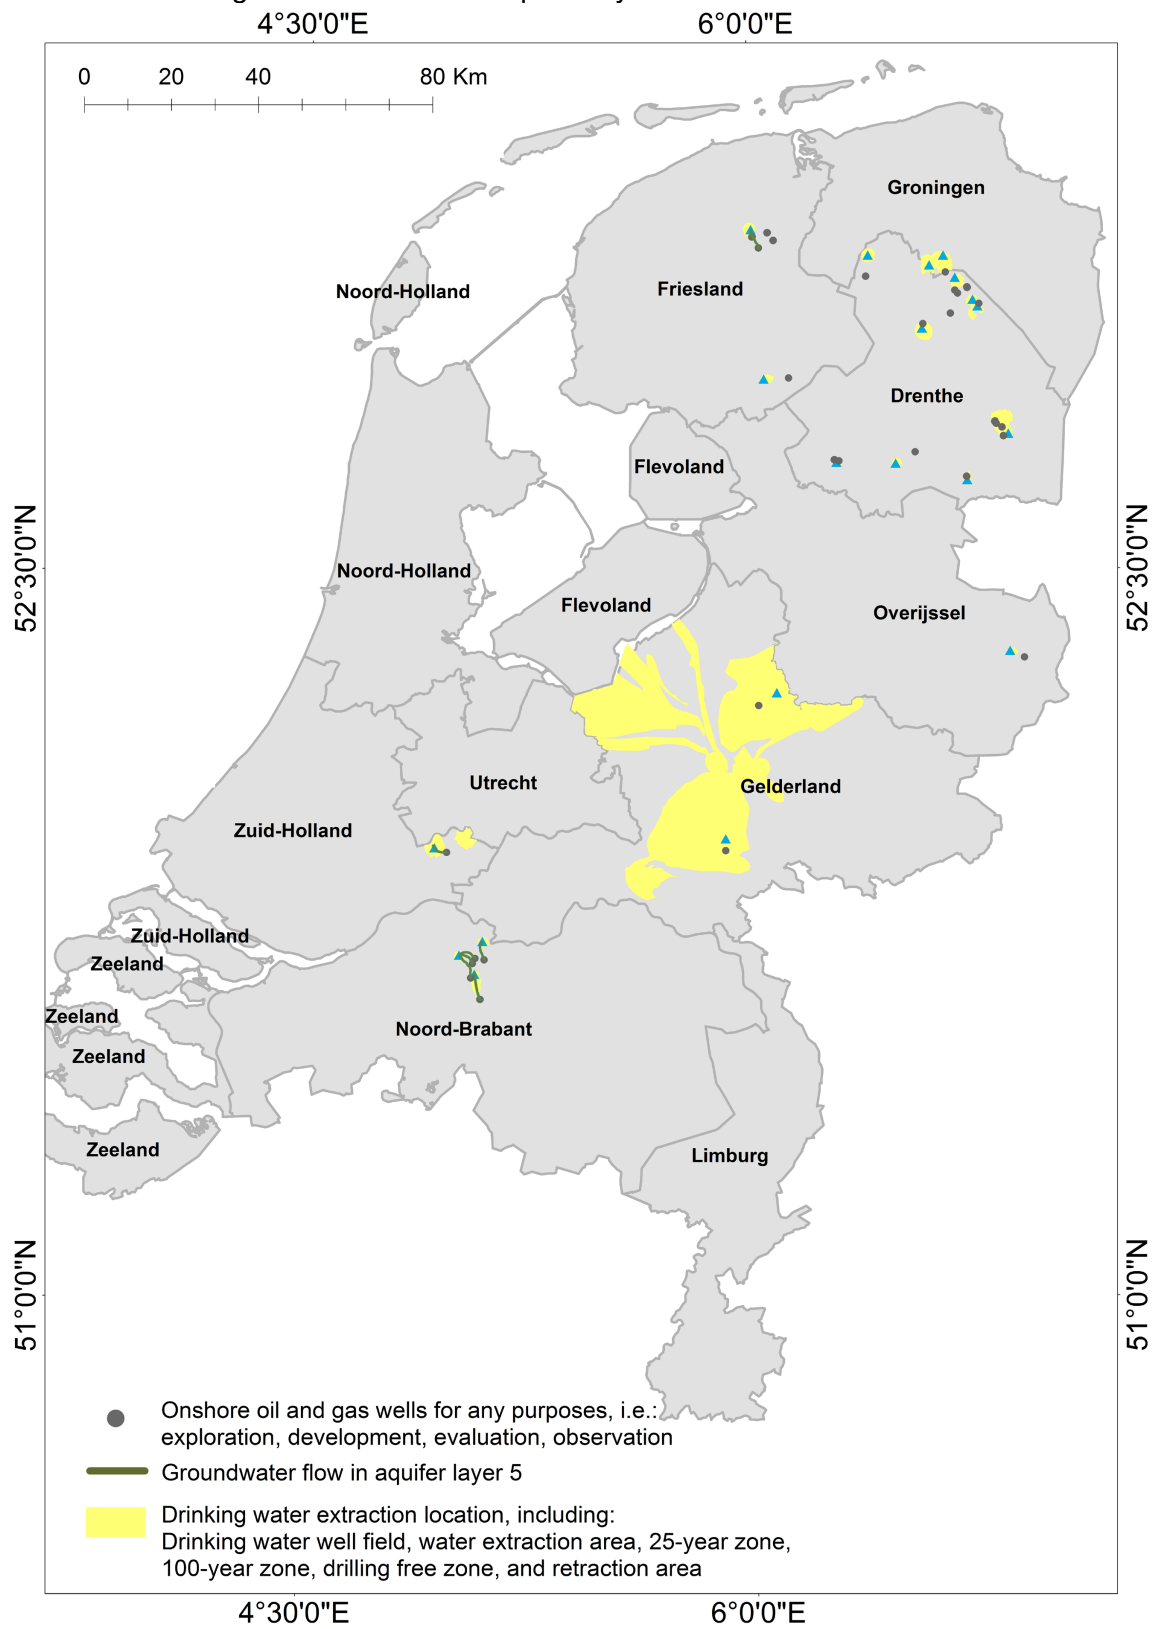 4°30'0"E
6°0'0"E
0 20 40 80 Km
Groningen
Noord-Holland
Friesland
Drenthe
Flevoland
52°30'0"N
52°30'0"N
Noord-Holland
Flevoland
Overijssel
Utrecht
Gelderland
Zuid-Holland
Zuid-Holland
Zeeland
Zeeland
Noord-Brabant
Zeeland
Zeeland
Limburg
51°0'0"N
51°0'0"N
Onshore oil and gas wells for any purposes, i.e.:
exploration, development, evaluation, observation
Groundwater flow in aquifer layer 5
Drinking water extraction location, including:
Drinking water well field, water extraction area, 25-year zone,
100-year zone, drilling free zone, and retraction area
4°30'0"E
6°0'0"E